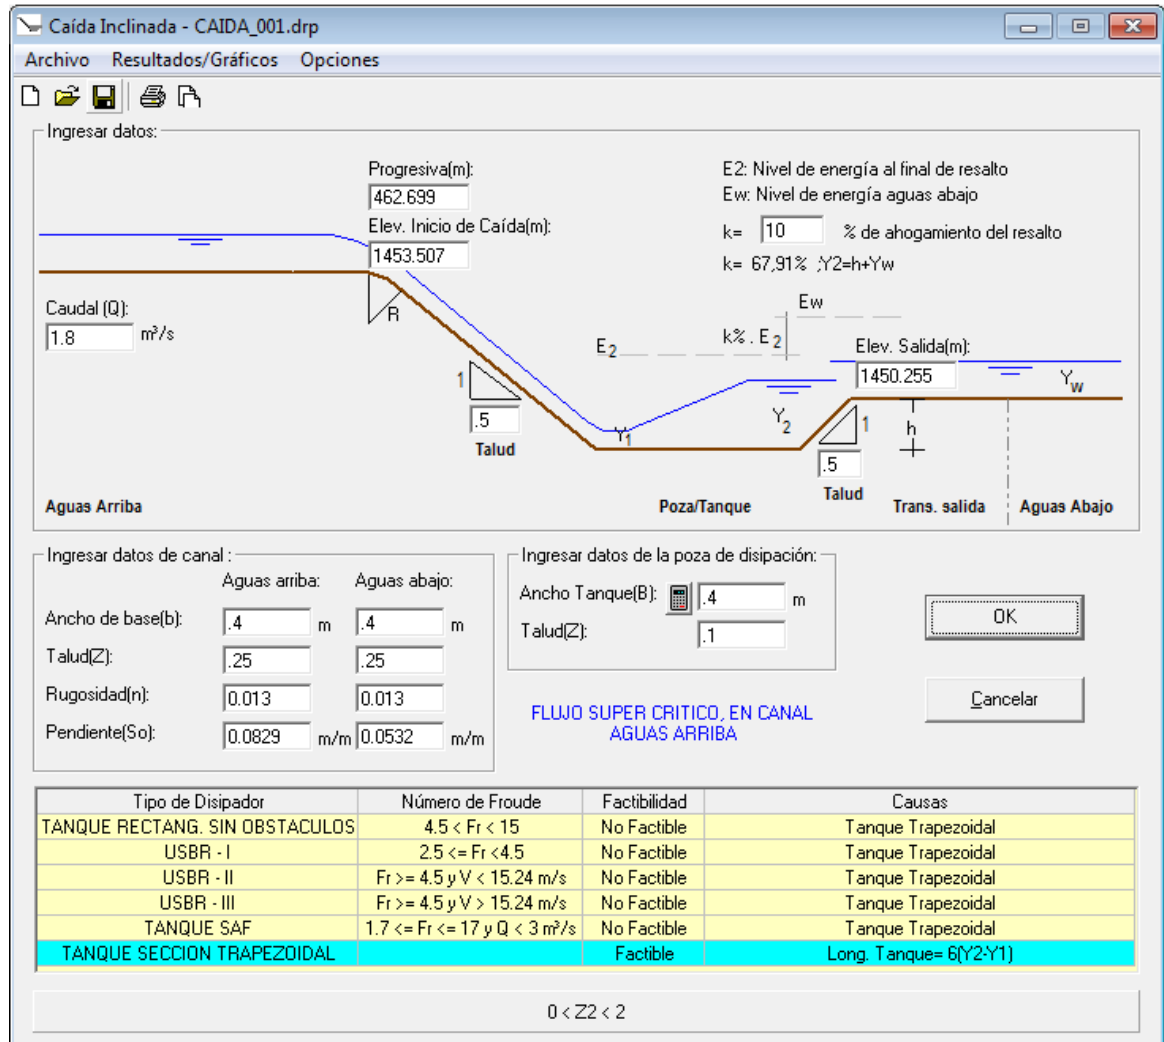 Caída Inclinada - CAIDA_001.drp
Archivo Resultados/Gráficos Opciones
Ingresar datos:
Progresiva(m):
462.699
Elev. Inicio de Caída(m):
1453.507
E2: Nivel de energía al final de resalto
Ew: Nivel de energía aguas abajo
k= 10 % de ahogamiento del resalto
k= 67,91% ;Y2=h+Yw
Caudal (Q):
1.8 m³/s
R
Ew
E2
k% . E2
Elev. Salida(m):
1450.255
Yw
1
.5
Talud
Y1
Y2
1
.5
Talud
h
Aguas Arriba
Poza/Tanque
Trans. salida
Aguas Abajo
Ingresar datos de canal :
Aguas arriba: Aguas abajo:
Ancho de base(b): .4 m .4 m
Talud(Z): .25 .25
Rugosidad(n): 0.013 0.013
Pendiente(So): 0.0829 m/m 0.0532 m/m
Ingresar datos de la poza de disipación:
Ancho Tanque(B): .4 m
Talud(Z): .1
FLUJO SUPER CRITICO, EN CANAL
AGUAS ARRIBA
OK
Cancelar
Tipo de Disipador Número de Froude Factibilidad Causas
TANQUE RECTANG. SIN OBSTACULOS 4.5 < Fr < 15 No Factible Tanque Trapezoidal
USBR - I 2.5 <= Fr <4.5 No Factible Tanque Trapezoidal
USBR - II Fr >= 4.5 y V < 15.24 m/s No Factible Tanque Trapezoidal
USBR - III Fr >= 4.5 y V > 15.24 m/s No Factible Tanque Trapezoidal
TANQUE SAF 1.7 <= Fr <= 17 y Q < 3 m³/s No Factible Tanque Trapezoidal
TANQUE SECCION TRAPEZOIDAL Factible Long. Tanque= 6(Y2-Y1)
0 < Z2 < 2